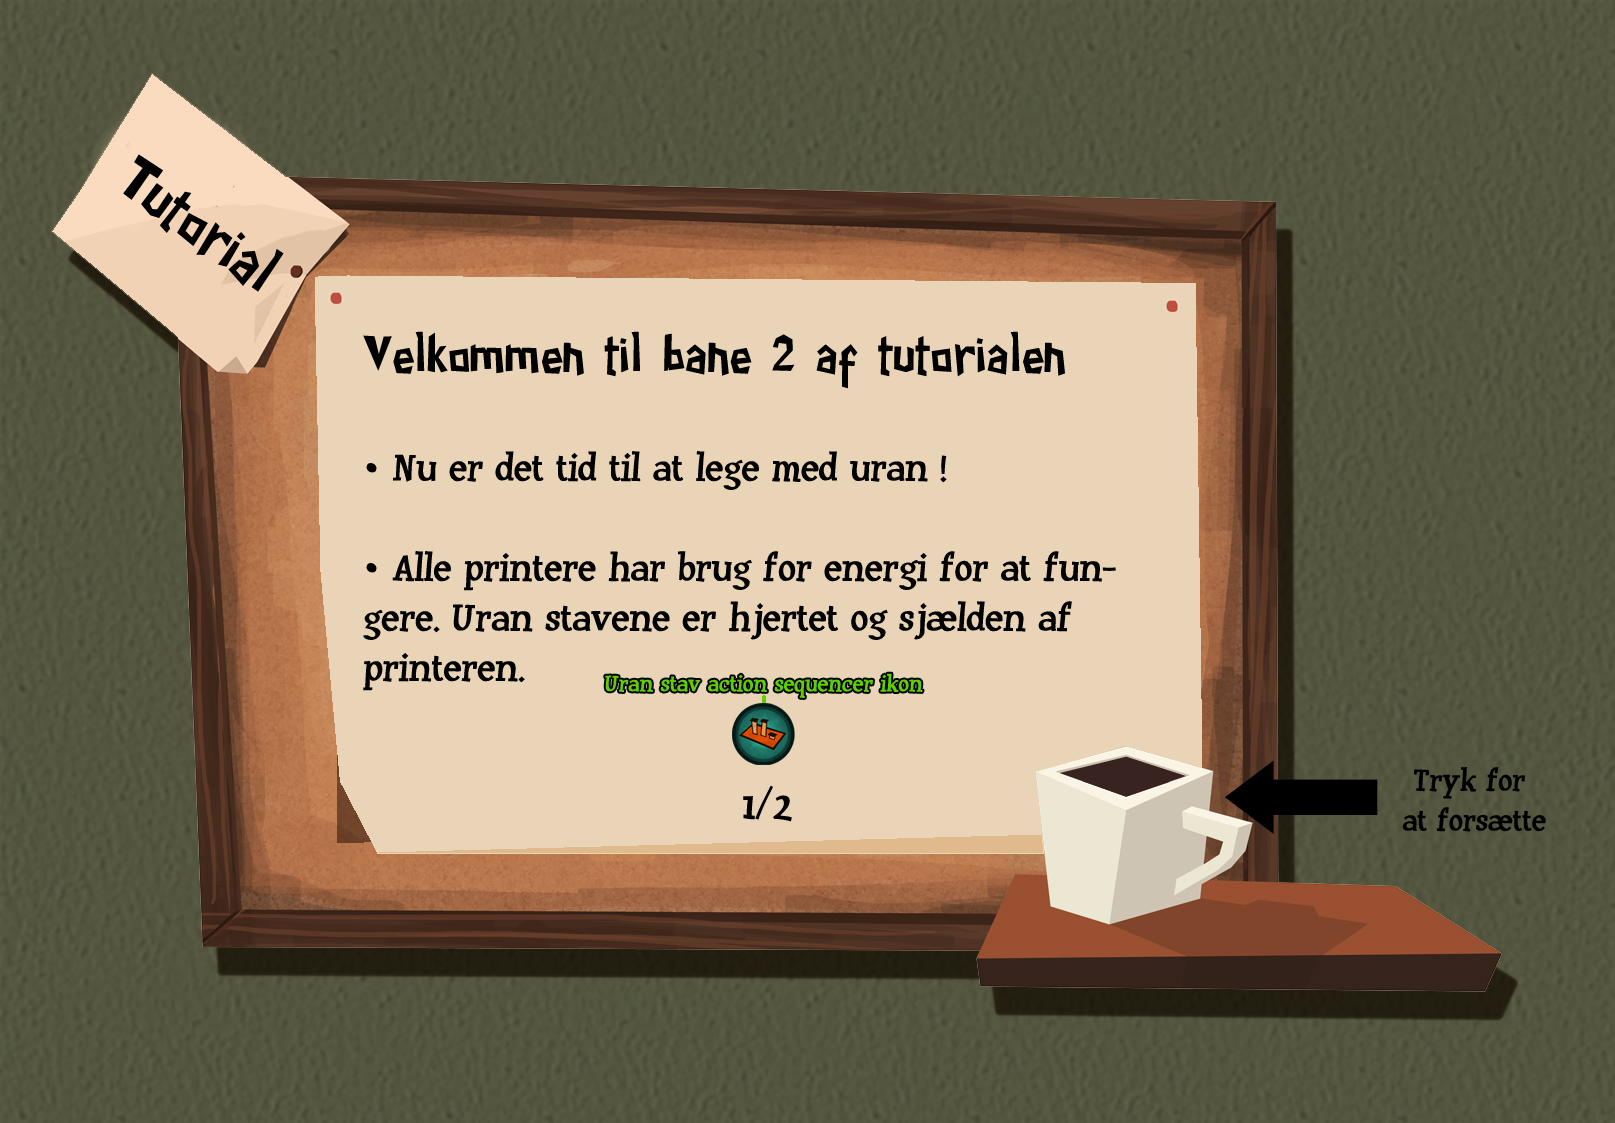 Tutorial
Velkommen til bane 2 af tutorialen
• Nu er det tid til at lege med uran !
• Alle printere har brug for energi for at fun-
gere. Uran stavene er hjertet og sjælden af
printeren.
Uran stav action sequencer ikon
1/2
Tryk for
at forsætte